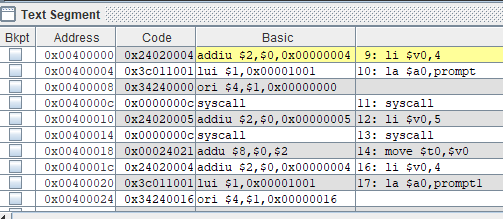 Text Segment
Bkpt Address Code Basic
0x00400000 0x24020004 addiu $2,$0,0x00000004 9: li $v0,4
0x00400004 0x3c011001 lui $1,0x00001001 10: la $a0,prompt
0x00400008 0x34240000 ori $4,$1,0x00000000
0x0040000c 0x0000000c syscall 11: syscall
0x00400010 0x24020005 addiu $2,$0,0x00000005 12: li $v0,5
0x00400014 0x0000000c syscall 13: syscall
0x00400018 0x00024021 addu $8,$0,$2 14: move $t0,$v0
0x0040001c 0x24020004 addiu $2,$0,0x00000004 16: li $v0,4
0x00400020 0x3c011001 lui $1,0x00001001 17: la $a0,prompt1
0x00400024 0x34240016 ori $4,$1,0x00000016